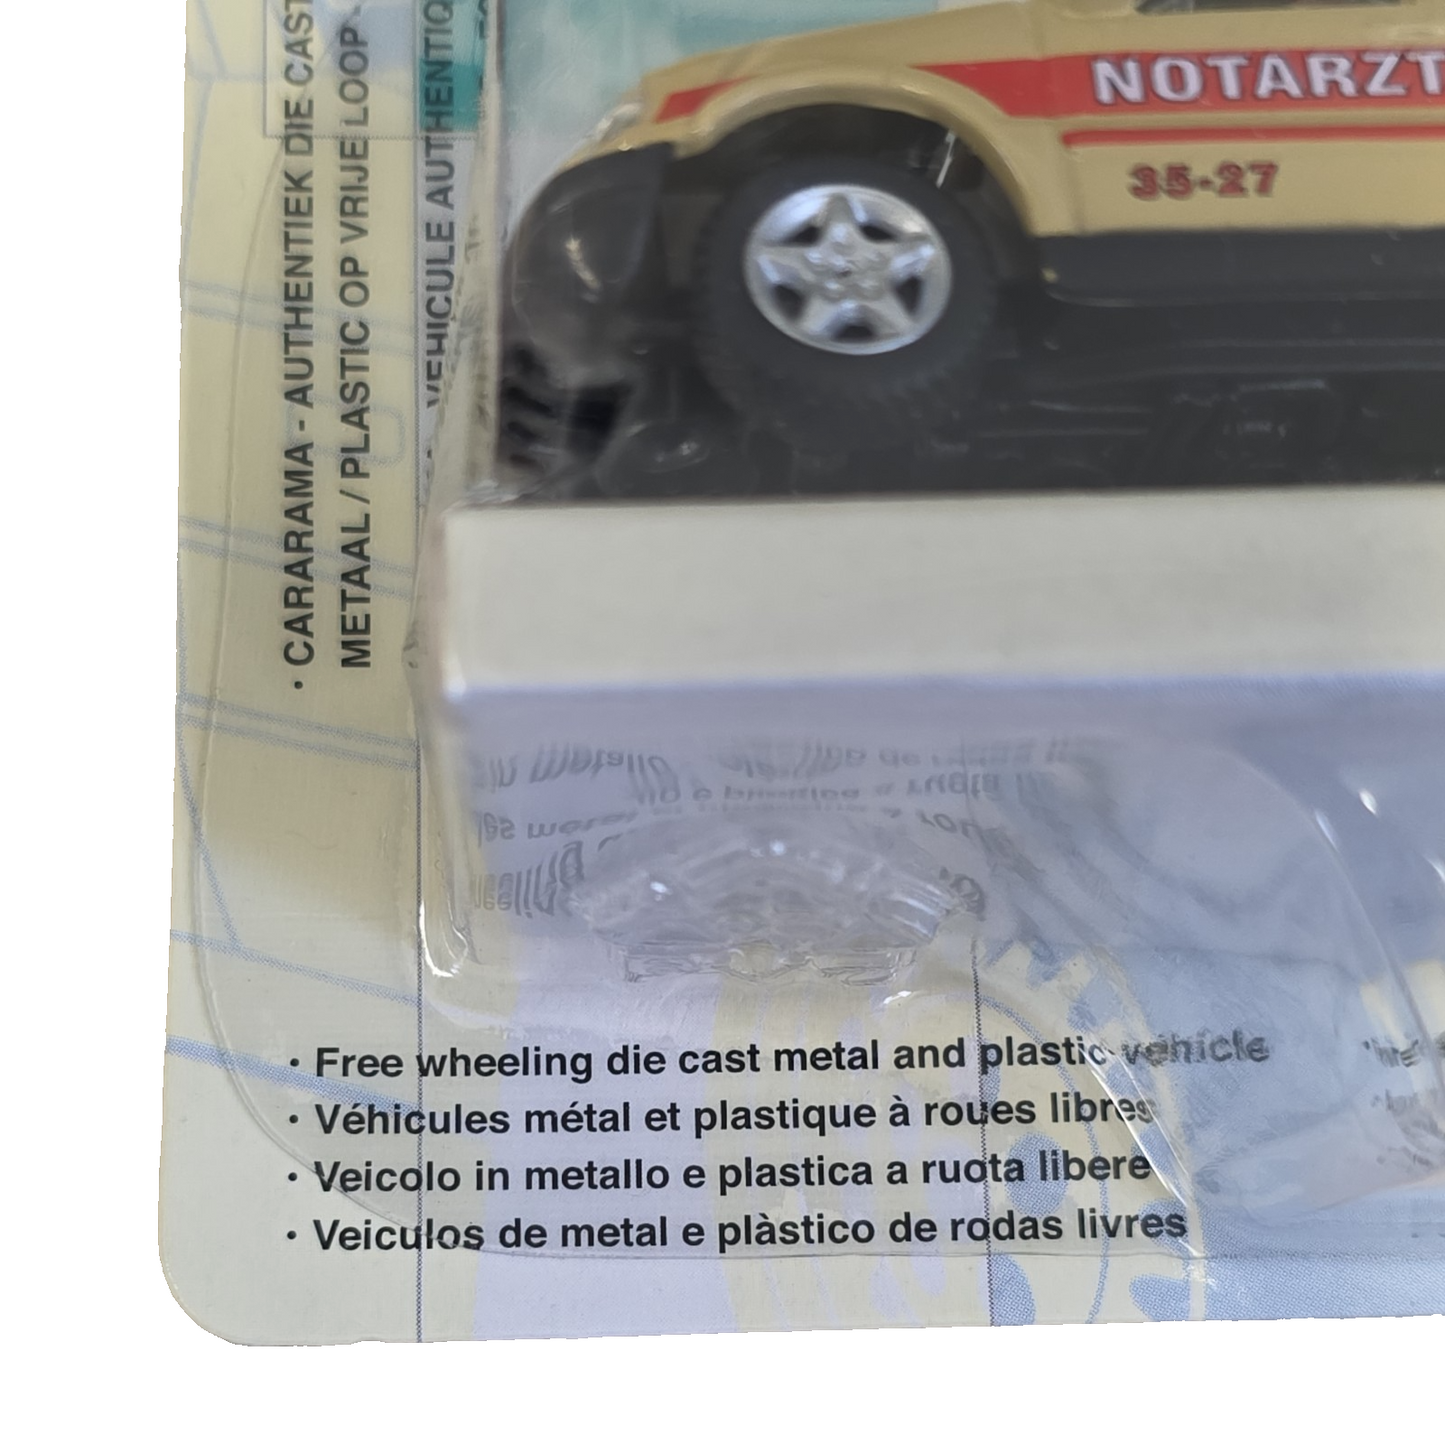 NOTARZT
35-27
• CARARAMA - AUTHENTIEK DIE CAST
METAAL / PLASTIC OP VRIJE LOOP
VEHICULE AUTHENTIQ
• Free wheeling die cast metal and plastic vehicle
• Véhicules métal et plastique à roues libres
• Veicolo in metallo e plastica a ruota libere
• Veiculos de metal e plàstico de rodas livres